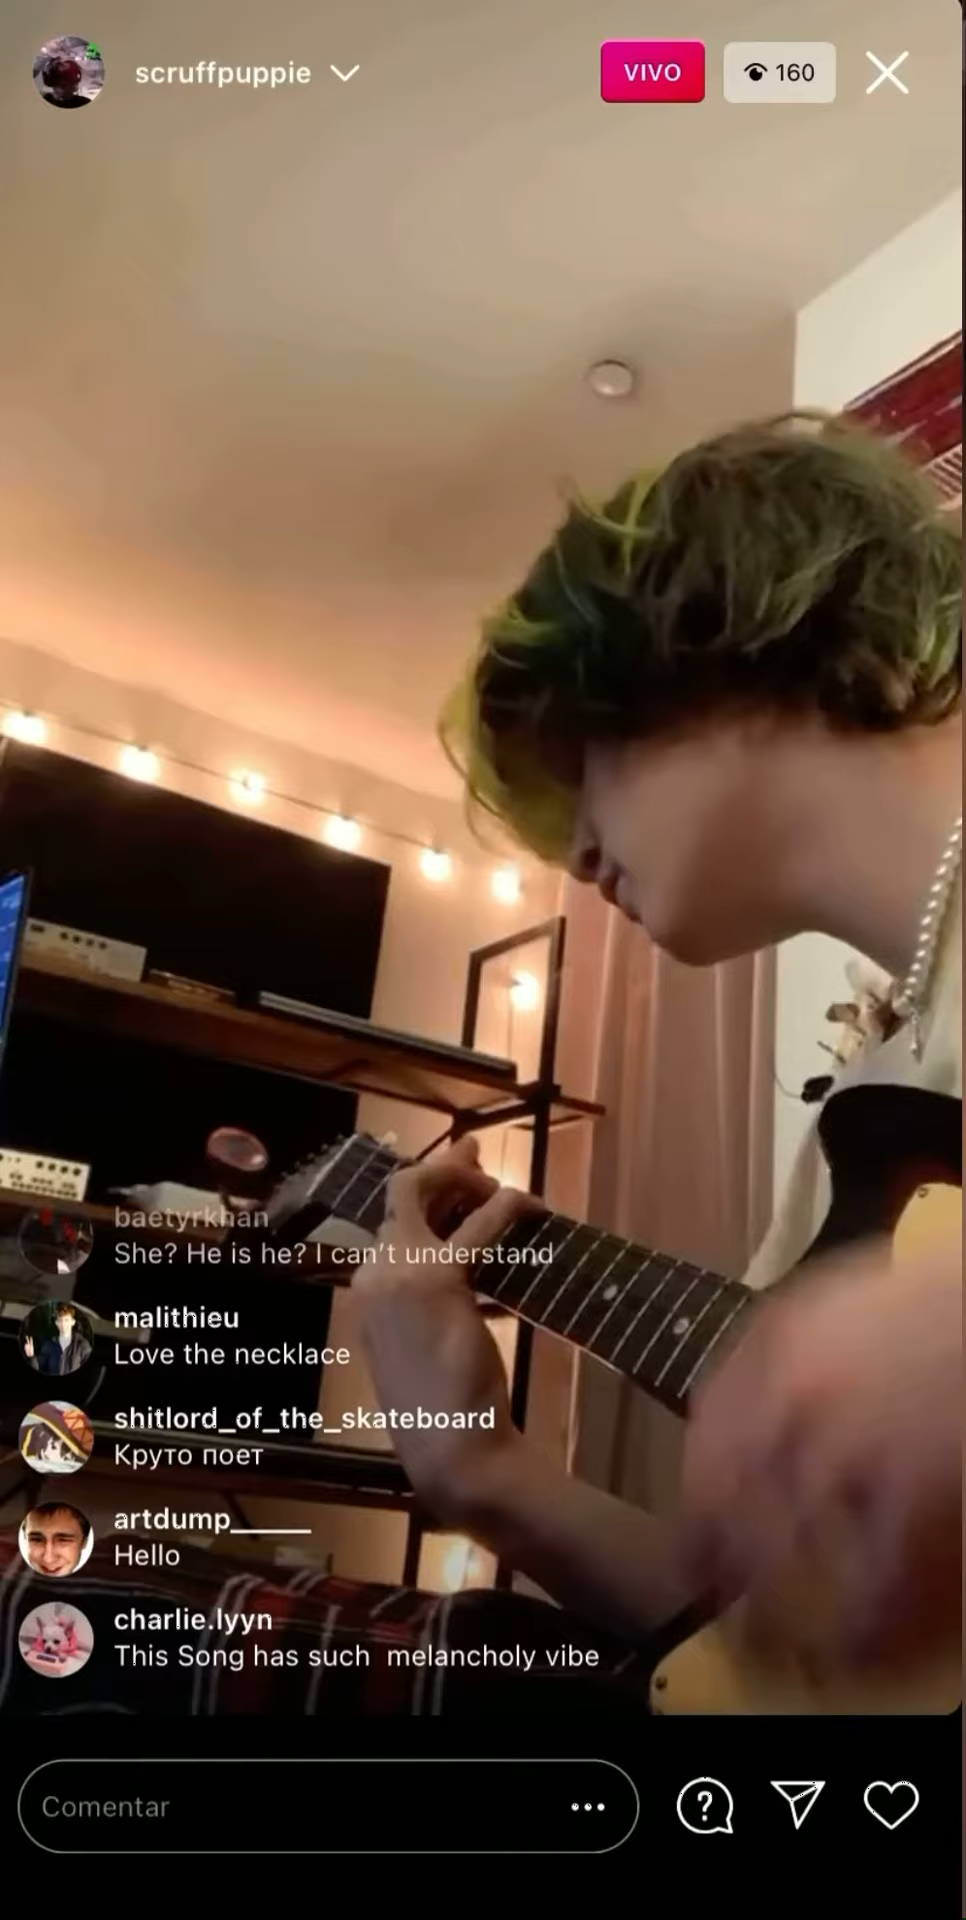 scruffpuppie
VIVO
160
baetyrkhan
She? He is he? I can't understand
malithieu
Love the necklace
shitlord_of_the_skateboard
Круто поет
artdump_____
Hello
charlie.lyyn
This Song has such  melancholy vibe
Comentar